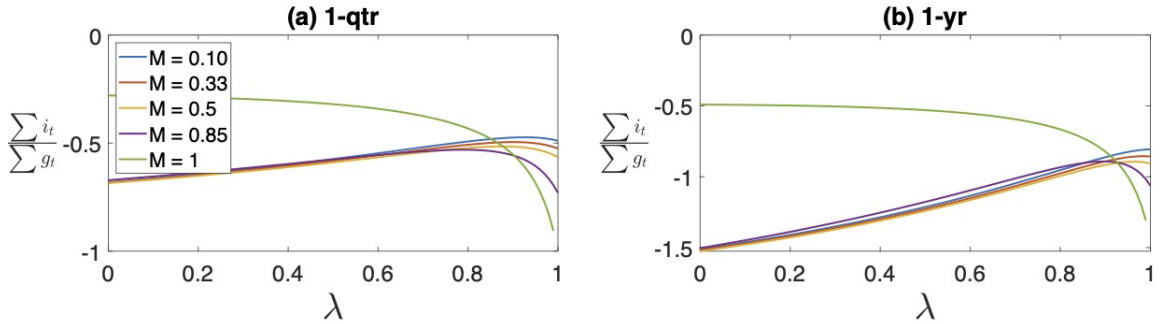 (a) 1-qtr
0
-0.5
-1
∑ i_t
∑ g_t
M = 0.10
M = 0.33
M = 0.5
M = 0.85
M = 1
0 0.2 0.4 0.6 0.8 1
λ
(b) 1-yr
0
-0.5
-1
-1.5
∑ i_t
∑ g_t
0 0.2 0.4 0.6 0.8 1
λ